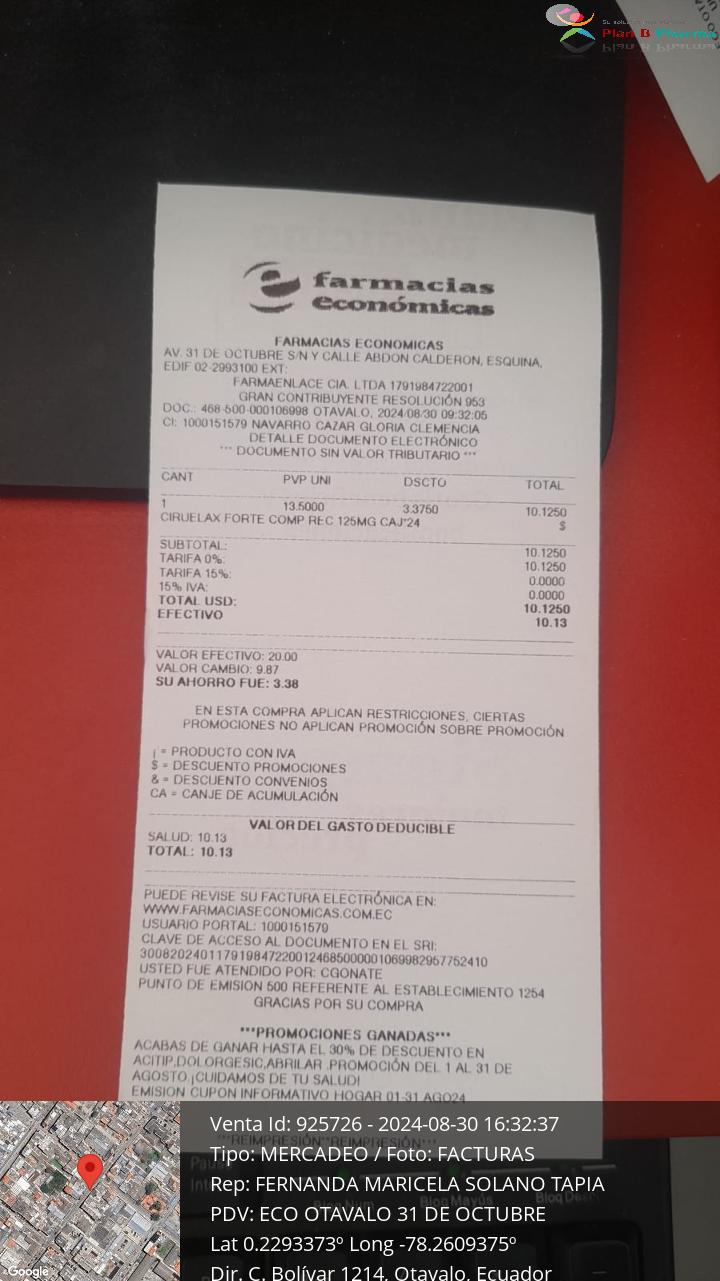 Plan B Pharma
farmacias
económicas
FARMACIAS ECONOMICAS
AV. 31 DE OCTUBRE S/N Y CALLE ABDON CALDERON, ESQUINA,
EDIF 02-2993100 EXT:
FARMAENLACE CIA. LTDA 1791984722001
GRAN CONTRIBUYENTE RESOLUCIÓN 953
DOC.: 468-500-000106998 OTAVALO, 2024/08/30 09:32:05
CI: 1000151579 NAVARRO CAZAR GLORIA CLEMENCIA
DETALLE DOCUMENTO ELECTRÓNICO
*** DOCUMENTO SIN VALOR TRIBUTARIO ***
CANT PVP UNI DSCTO TOTAL
1 13.5000 3.3750 10.1250
CIRUELAX FORTE COMP REC 125MG CAJ*24 $
SUBTOTAL: 10.1250
TARIFA 0%: 10.1250
TARIFA 15%: 0.0000
15% IVA: 0.0000
TOTAL USD: 10.1250
EFECTIVO 10.13
VALOR EFECTIVO: 20.00
VALOR CAMBIO: 9.87
SU AHORRO FUE: 3.38
EN ESTA COMPRA APLICAN RESTRICCIONES, CIERTAS
PROMOCIONES NO APLICAN PROMOCIÓN SOBRE PROMOCIÓN
¡ = PRODUCTO CON IVA
$ = DESCUENTO PROMOCIONES
& = DESCUENTO CONVENIOS
CA = CANJE DE ACUMULACIÓN
VALOR DEL GASTO DEDUCIBLE
SALUD: 10.13
TOTAL: 10.13
PUEDE REVISE SU FACTURA ELECTRÓNICA EN:
WWW.FARMACIASECONOMICAS.COM.EC
USUARIO PORTAL: 1000151579
CLAVE DE ACCESO AL DOCUMENTO EN EL SRI:
3008202401179198472200124685000001069982957752410
USTED FUE ATENDIDO POR: CGONATE
PUNTO DE EMISION 500 REFERENTE AL ESTABLECIMIENTO 1254
GRACIAS POR SU COMPRA
***PROMOCIONES GANADAS***
ACABAS DE GANAR HASTA EL 30% DE DESCUENTO EN
ACITIP,DOLORGESIC,ABRILAR .PROMOCIÓN DEL 1 AL 31 DE
AGOSTO.¡CUIDAMOS DE TU SALUD!
EMISION CUPON INFORMATIVO HOGAR 01-31 AGO24
***REIMPRESIÓN***REIMPRESIÓN***
Venta Id: 925726 - 2024-08-30 16:32:37
Tipo: MERCADEO / Foto: FACTURAS
Rep: FERNANDA MARICELA SOLANO TAPIA
PDV: ECO OTAVALO 31 DE OCTUBRE
Lat 0.2293373º Long -78.2609375º
Dir. C. Bolívar 1214, Otavalo, Ecuador
Google